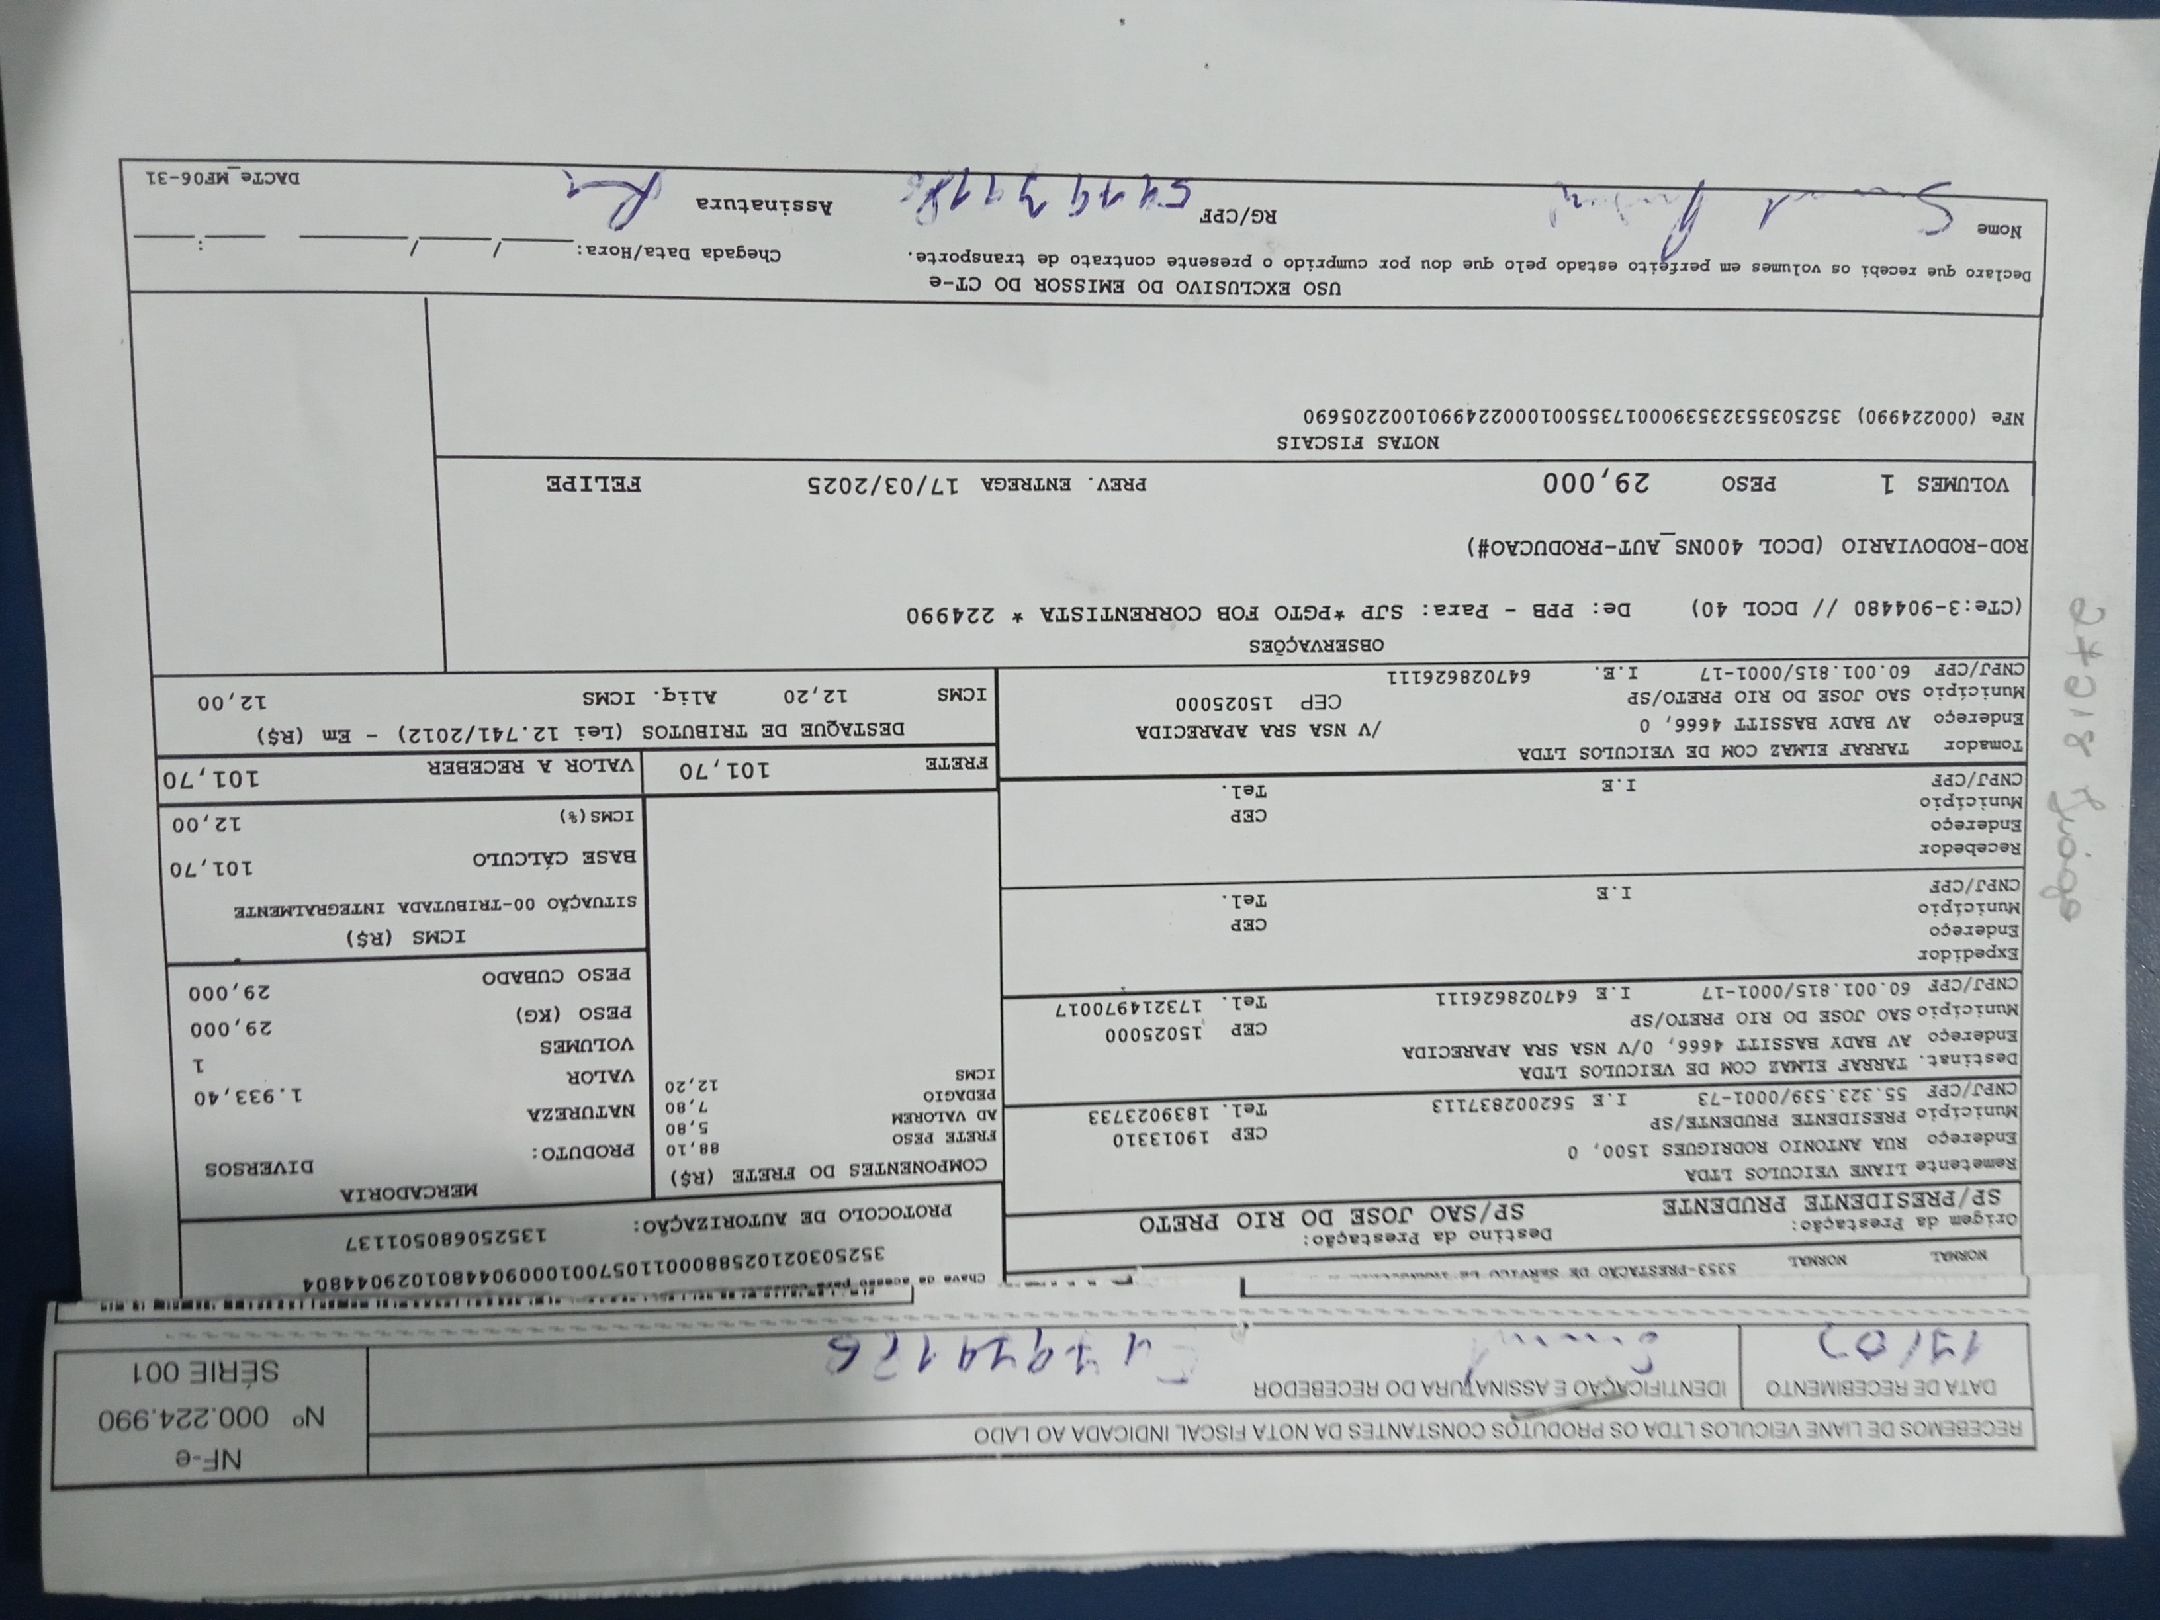 RECEBEMOS DE LIANE VEICULOS LTDA OS PRODUTOS CONSTANTES DA NOTA FISCAL INDICADA AO LADO
DATA DE RECEBIMENTO
IDENTIFICAÇÃO E ASSINATURA DO RECEBEDOR
NF-e
Nº 000.224.990
SÉRIE 001
NORMAL NORMAL 5353-PRESTAÇÃO DE SERVICO DE
Chave de acesso para
35250302102588000110570010009044801029044804
Origem da Prestação:
SP/PRESIDENTE PRUDENTE
Destino da Prestação:
SP/SAO JOSE DO RIO PRETO
PROTOCOLO DE AUTORIZAÇÃO:
135250680501137
Remetente LIANE VEICULOS LTDA
Endereço RUA ANTONIO RODRIGUES 1500, 0
Município PRESIDENTE PRUDENTE/SP CEP 19013310
CNPJ/CPF 55.323.539/0001-73 I.E 562002837113 Tel. 1839023733
Destinat. TARRAF ELMAZ COM DE VEICULOS LTDA
Endereço AV BADY BASSITT 4666, 0/V NSA SRA APARECIDA
Município SAO JOSE DO RIO PRETO/SP CEP 15025000
CNPJ/CPF 60.001.815/0001-17 I.E 647028626111 Tel. 173214970017
Expedidor
Endereço
Município CEP
CNPJ/CPF I.E Tel.
Recebedor
Endereço
Município CEP
CNPJ/CPF I.E Tel.
Tomador TARRAF ELMAZ COM DE VEICULOS LTDA
Endereço AV BADY BASSITT 4666, 0 /V NSA SRA APARECIDA
Município SAO JOSE DO RIO PRETO/SP CEP 15025000
CNPJ/CPF 60.001.815/0001-17 I.E. 647028626111
COMPONENTES DO FRETE (R$)
FRETE PESO 88,10
AD VALOREM 5,80
PEDAGIO 7,80
ICMS 12,20
MERCADORIA
PRODUTO: DIVERSOS
NATUREZA
VALOR 1.933,40
VOLUMES 1
PESO (KG) 29,000
PESO CUBADO 29,000
ICMS (R$)
SITUAÇÃO 00-TRIBUTADA INTEGRALMENTE
BASE CÁLCULO 101,70
ICMS(%) 12,00
FRETE 101,70 VALOR A RECEBER 101,70
DESTAQUE DE TRIBUTOS (Lei 12.741/2012) - Em (R$)
ICMS 12,20 Aliq. ICMS 12,00
OBSERVAÇÕES
(CTe:3-904480 // DCOL 40) De: PPB - Para: SJP *PGTO FOB CORRENTISTA * 224990
ROD-RODOVIARIO (DCOL 400NS_AUT-PRODUCAO#)
VOLUMES 1 PESO 29,000 PREV. ENTREGA 17/03/2025 FELIPE
NOTAS FISCAIS
NFe (000224990) 35250355323539000173550010002249901002205690
USO EXCLUSIVO DO EMISSOR DO CT-e
Declaro que recebi os volumes em perfeito estado pelo que dou por cumprido o presente contrato de transporte.
Chegada Data/Hora: ____/____/____ ____:____
Nome
RG/CPF
Assinatura
DACTe_MF06-31